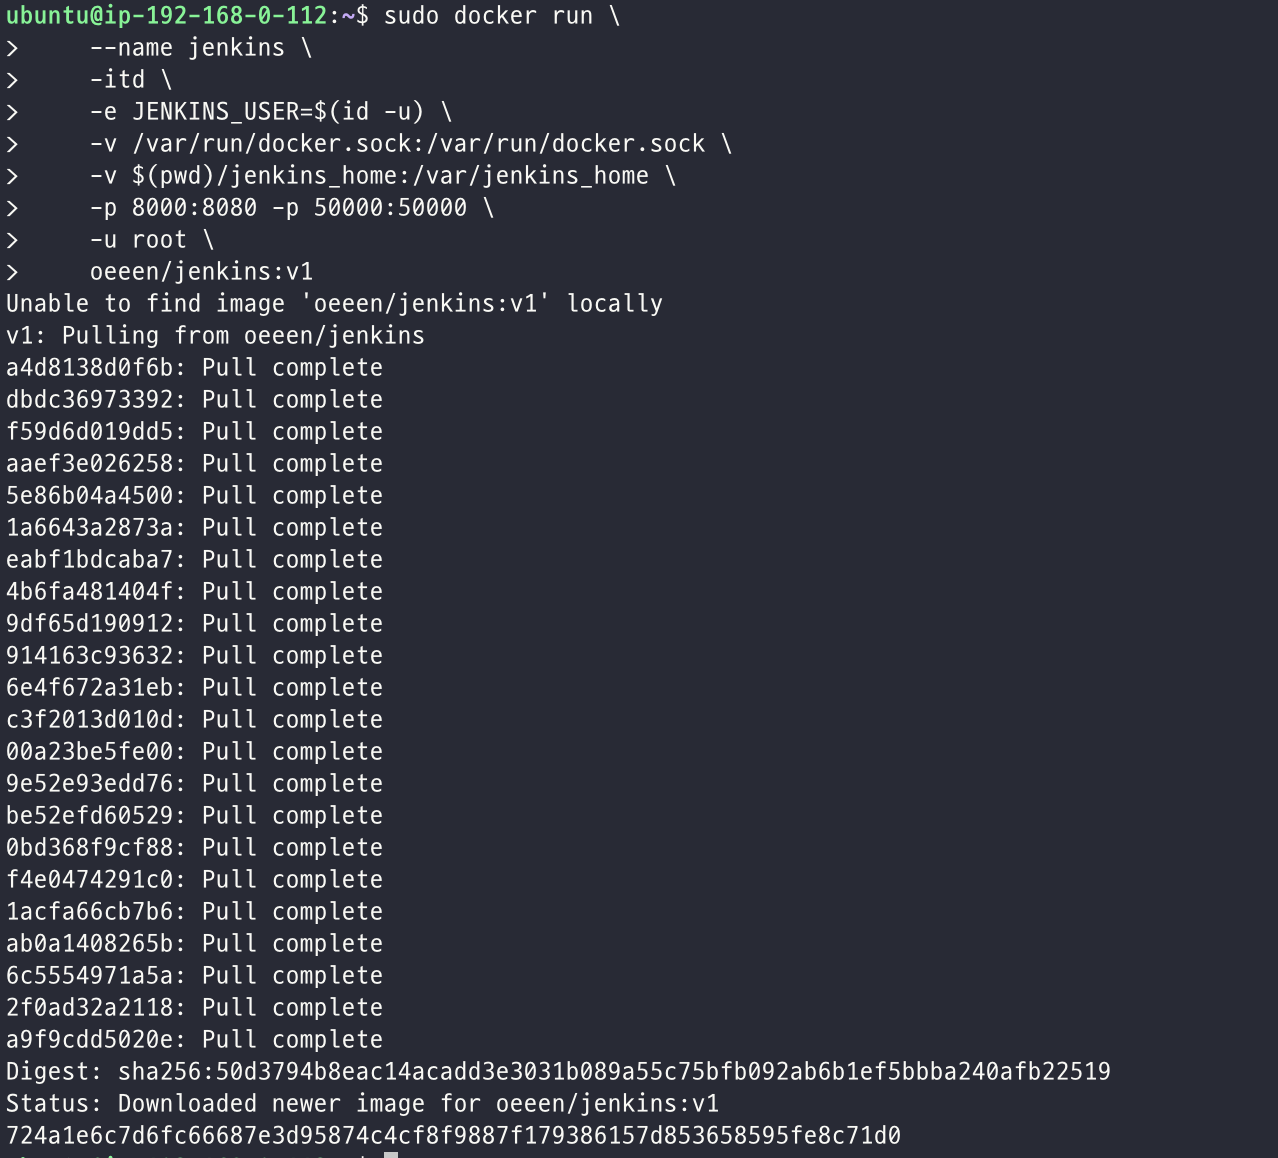 ubuntu@ip-192-168-0-112:~$ sudo docker run \
>     --name jenkins \
>     -itd \
>     -e JENKINS_USER=$(id -u) \
>     -v /var/run/docker.sock:/var/run/docker.sock \
>     -v $(pwd)/jenkins_home:/var/jenkins_home \
>     -p 8000:8080 -p 50000:50000 \
>     -u root \
>     oeeen/jenkins:v1
Unable to find image 'oeeen/jenkins:v1' locally
v1: Pulling from oeeen/jenkins
a4d8138d0f6b: Pull complete
dbdc36973392: Pull complete
f59d6d019dd5: Pull complete
aaef3e026258: Pull complete
5e86b04a4500: Pull complete
1a6643a2873a: Pull complete
eabf1bdcaba7: Pull complete
4b6fa481404f: Pull complete
9df65d190912: Pull complete
914163c93632: Pull complete
6e4f672a31eb: Pull complete
c3f2013d010d: Pull complete
00a23be5fe00: Pull complete
9e52e93edd76: Pull complete
be52efd60529: Pull complete
0bd368f9cf88: Pull complete
f4e0474291c0: Pull complete
1acfa66cb7b6: Pull complete
ab0a1408265b: Pull complete
6c5554971a5a: Pull complete
2f0ad32a2118: Pull complete
a9f9cdd5020e: Pull complete
Digest: sha256:50d3794b8eac14acadd3e3031b089a55c75bfb092ab6b1ef5bbba240afb22519
Status: Downloaded newer image for oeeen/jenkins:v1
724a1e6c7d6fc66687e3d95874c4cf8f9887f179386157d853658595fe8c71d0